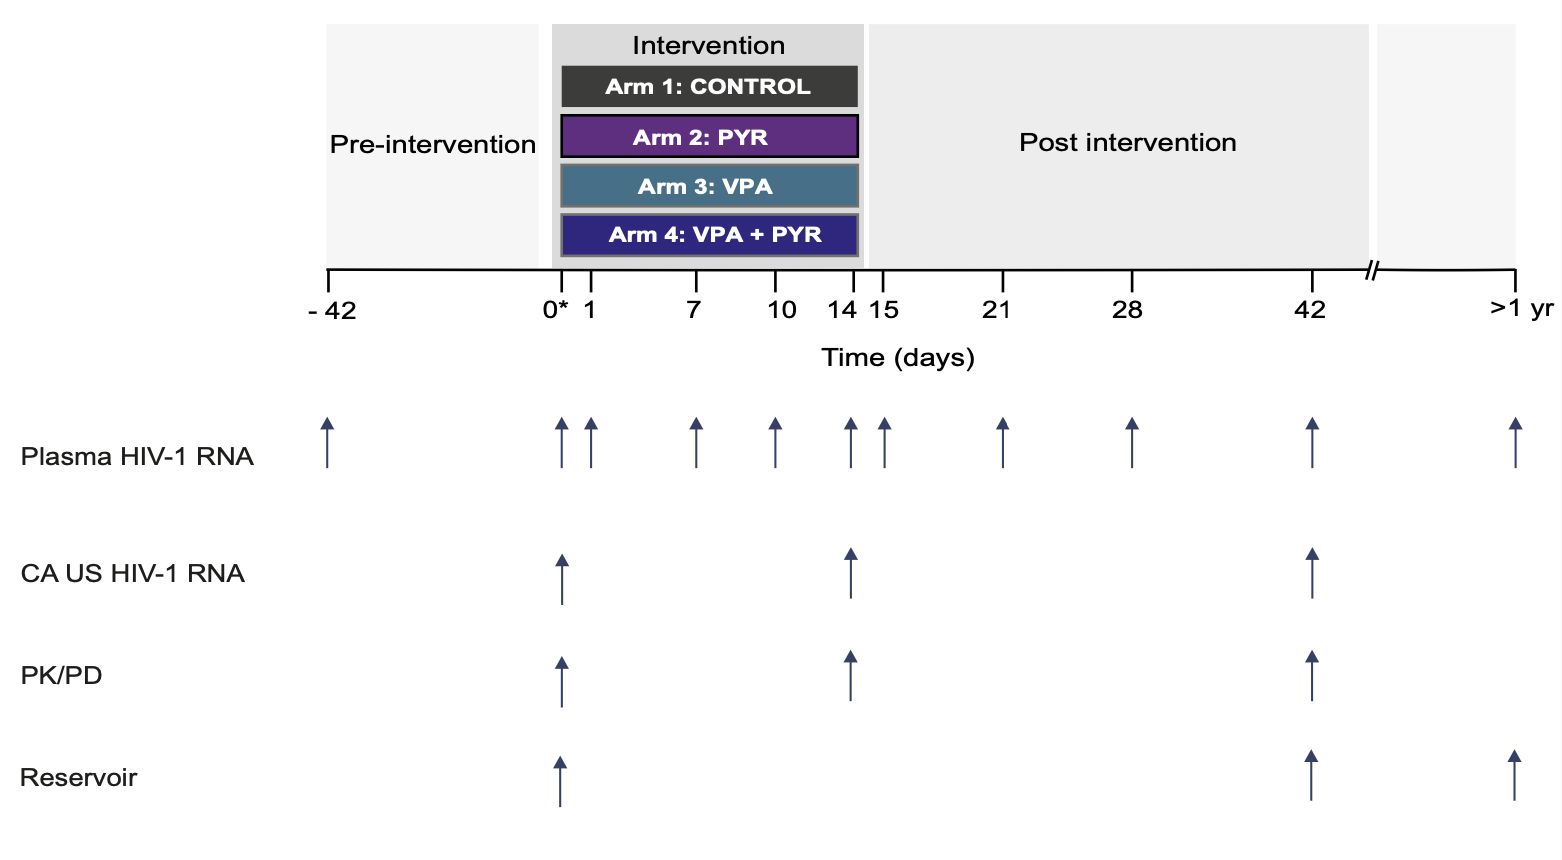 Intervention
Arm 1: CONTROL
Arm 2: PYR
Arm 3: VPA
Arm 4: VPA + PYR
Pre-intervention
Post intervention
- 42 0* 1 7 10 14 15 21 28 42 >1 yr
Time (days)
Plasma HIV-1 RNA
CA US HIV-1 RNA
PK/PD
Reservoir